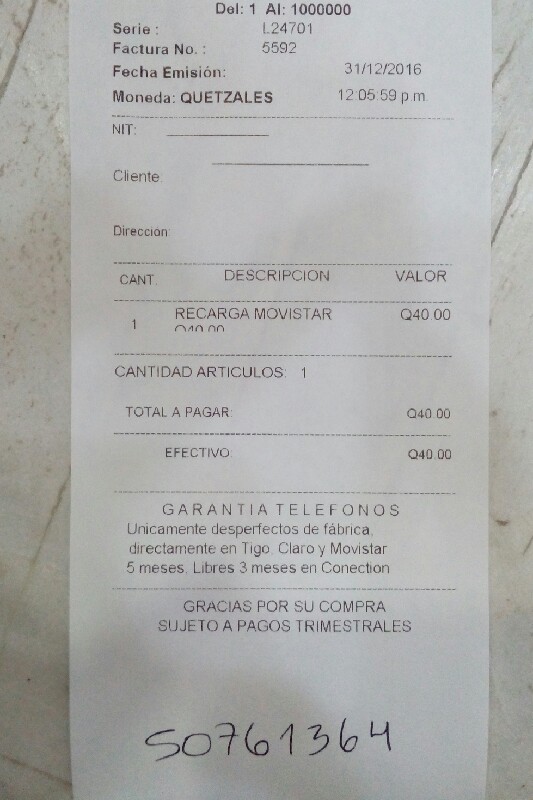 Del: 1 Al: 1000000
Serie : I.24701
Factura No. : 5592
Fecha Emisión: 31/12/2016
Moneda: QUETZALES 12:05:59 p.m.
NIT:
Cliente:
Dirección:
CANT. DESCRIPCION VALOR
1 RECARGA MOVISTAR Q40.00
Q40.00
CANTIDAD ARTICULOS: 1
TOTAL A PAGAR: Q40.00
EFECTIVO: Q40.00
GARANTIA TELEFONOS
Unicamente desperfectos de fábrica,
directamente en Tigo, Claro y Movistar
5 meses, Libres 3 meses en Conection
GRACIAS POR SU COMPRA
SUJETO A PAGOS TRIMESTRALES
50761364